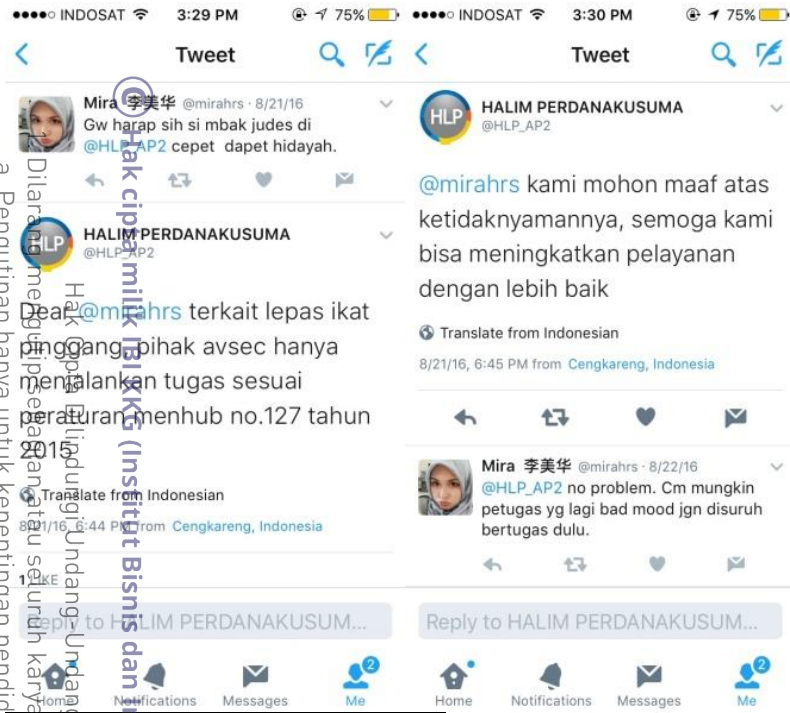 INDOSAT 3:29 PM 75%
Tweet
Mira 李美华 @mirahrs · 8/21/16
Gw harap sih si mbak judes di
@HLP_AP2 cepet dapet hidayah.
HLP
HALIM PERDANAKUSUMA
@HLP_AP2
Dear @mirahrs terkait lepas ikat
pinggang, pihak avsec hanya
menjalankan tugas sesuai
peraturan menhub no.127 tahun
2015
Translate from Indonesian
8/21/16, 6:44 PM from Cengkareng, Indonesia
1 LIKE
Reply to HALIM PERDANAKUSUM...
Home Notifications Messages Me 2
INDOSAT 3:30 PM 75%
Tweet
HLP
HALIM PERDANAKUSUMA
@HLP_AP2
@mirahrs kami mohon maaf atas
ketidaknyamannya, semoga kami
bisa meningkatkan pelayanan
dengan lebih baik
Translate from Indonesian
8/21/16, 6:45 PM from Cengkareng, Indonesia
Mira 李美华 @mirahrs · 8/22/16
@HLP_AP2 no problem. Cm mungkin
petugas yg lagi bad mood jgn disuruh
bertugas dulu.
Reply to HALIM PERDANAKUSUM...
Home Notifications Messages Me 2
© Hak cipta milik IBI KKG (Institut Bisnis dan
Hak Cipta Dilindungi Undang-Undang
Dilarang mengutip sebagian atau seluruh karya
a. Pengutipan hanya untuk kepentingan